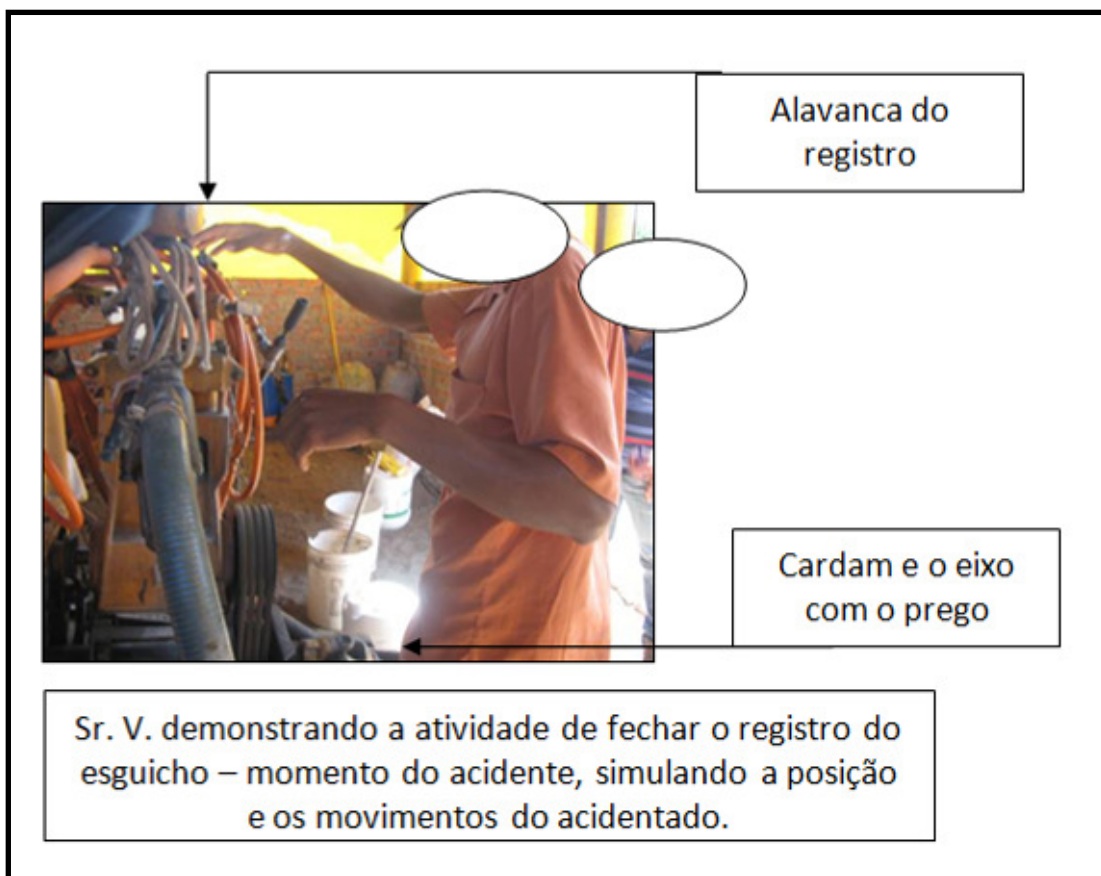 Alavanca do
registro
Cardam e o eixo
com o prego
Sr. V. demonstrando a atividade de fechar o registro do
esguicho – momento do acidente, simulando a posição
e os movimentos do acidentado.